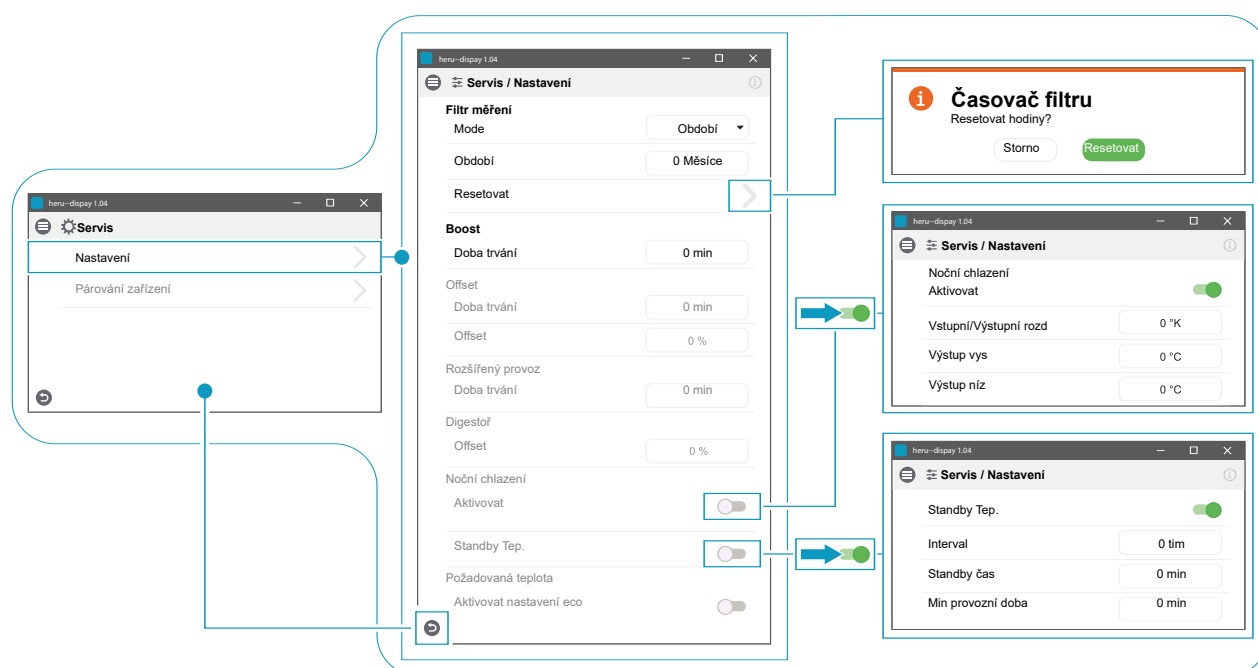 heru--dispay 1.04
Servis
Nastavení
Párování zařízení
heru--dispay 1.04
Servis / Nastavení
Filtr měření
Mode
Období
Období
0 Měsíce
Resetovat
Boost
Doba trvání
0 min
Offset
Doba trvání
0 min
Offset
0 %
Rozšířený provoz
Doba trvání
0 min
Digestoř
Offset
0 %
Noční chlazení
Aktivovat
Standby Tep.
Požadovaná teplota
Aktivovat nastavení eco
i
Časovač filtru
Resetovat hodiny?
Storno
Resetovat
heru--dispay 1.04
Servis / Nastavení
Noční chlazení
Aktivovat
Vstupní/Výstupní rozd
0 °K
Výstup vys
0 °C
Výstup níz
0 °C
heru--dispay 1.04
Servis / Nastavení
Standby Tep.
Interval
0 tim
Standby čas
0 min
Min provozní doba
0 min